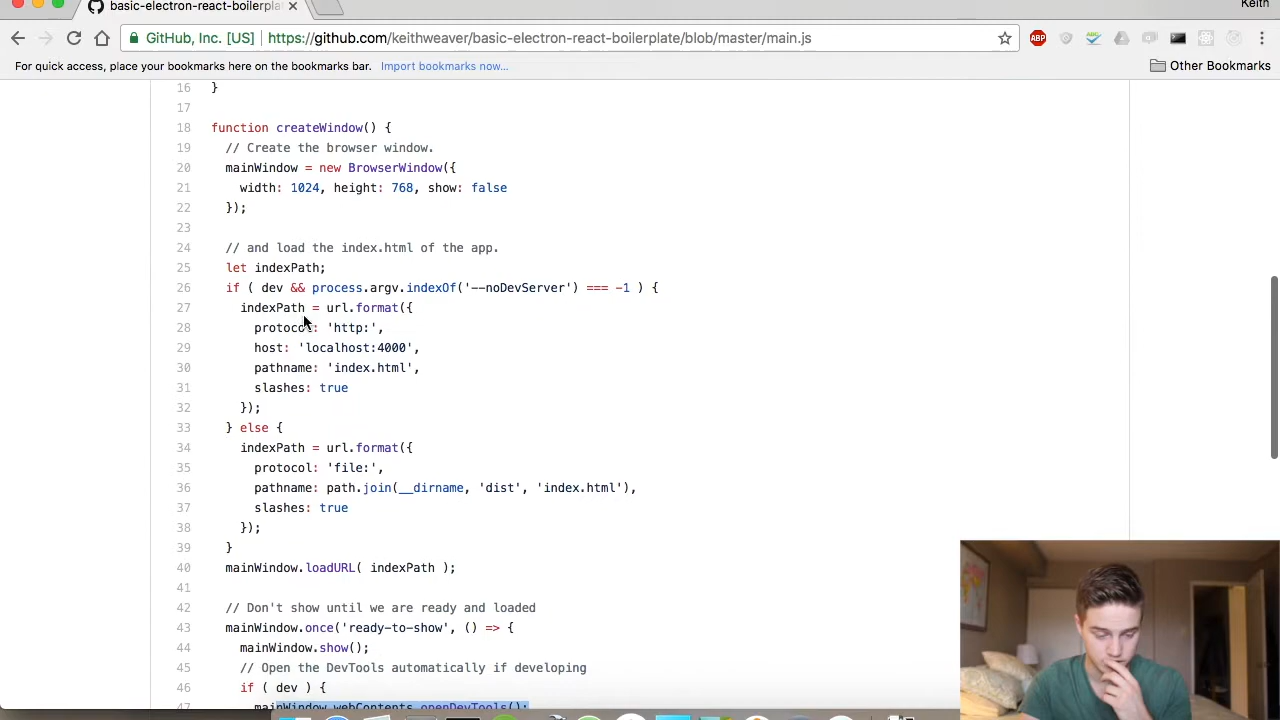 basic-electron-react-boilerpla
Keith
GitHub, Inc. [US]
https://github.com/keithweaver/basic-electron-react-boilerplate/blob/master/main.js
ABP
For quick access, place your bookmarks here on the bookmarks bar. Import bookmarks now...
Other Bookmarks
16 }
17
18 function createWindow() {
19 // Create the browser window.
20 mainWindow = new BrowserWindow({
21 width: 1024, height: 768, show: false
22 });
23
24 // and load the index.html of the app.
25 let indexPath;
26 if ( dev && process.argv.indexOf('--noDevServer') === -1 ) {
27 indexPath = url.format({
28 protocol: 'http:',
29 host: 'localhost:4000',
30 pathname: 'index.html',
31 slashes: true
32 });
33 } else {
34 indexPath = url.format({
35 protocol: 'file:',
36 pathname: path.join(__dirname, 'dist', 'index.html'),
37 slashes: true
38 });
39 }
40 mainWindow.loadURL( indexPath );
41
42 // Don't show until we are ready and loaded
43 mainWindow.once('ready-to-show', () => {
44 mainWindow.show();
45 // Open the DevTools automatically if developing
46 if ( dev ) {
47 mainWindow.webContents.openDevTools();